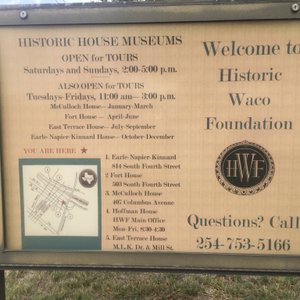 HISTORIC HOUSE MUSEUMS
OPEN for TOURS
Saturdays and Sundays, 2:00-5:00 p.m.
ALSO OPEN for TOURS
Tuesdays-Fridays, 11:00 am—3:00 p.m.
McCulloch House—January-March
Fort House —April-June
East Terrace House—July-September
Earle-Napier-Kinnard House-October-December
YOU ARE HERE ★
1. Earle-Napier-Kinnard
814 South Fourth Street
2 Fort House
503 South Fourth Street
3. McCulloch House
407 Columbus Avenue
4. Hoffmann House
HWF Main Office
Mon-Fri, 8:30-4:30
5. East Terrace House
M.L.K. Dr. & Mill St.
Welcome to
Historic
Waco
Foundation
HWF
Questions? Call
254-753-5166